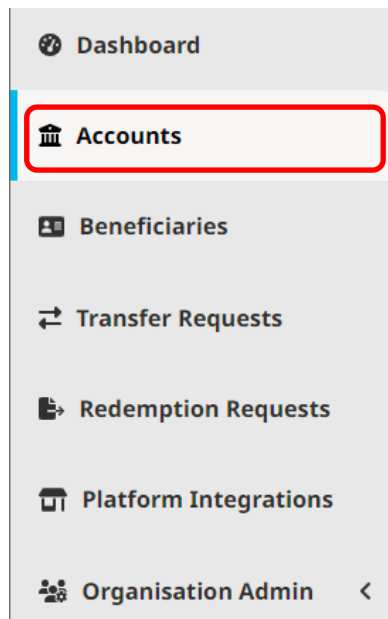 Dashboard
Accounts
Beneficiaries
Transfer Requests
Redemption Requests
Platform Integrations
Organisation Admin